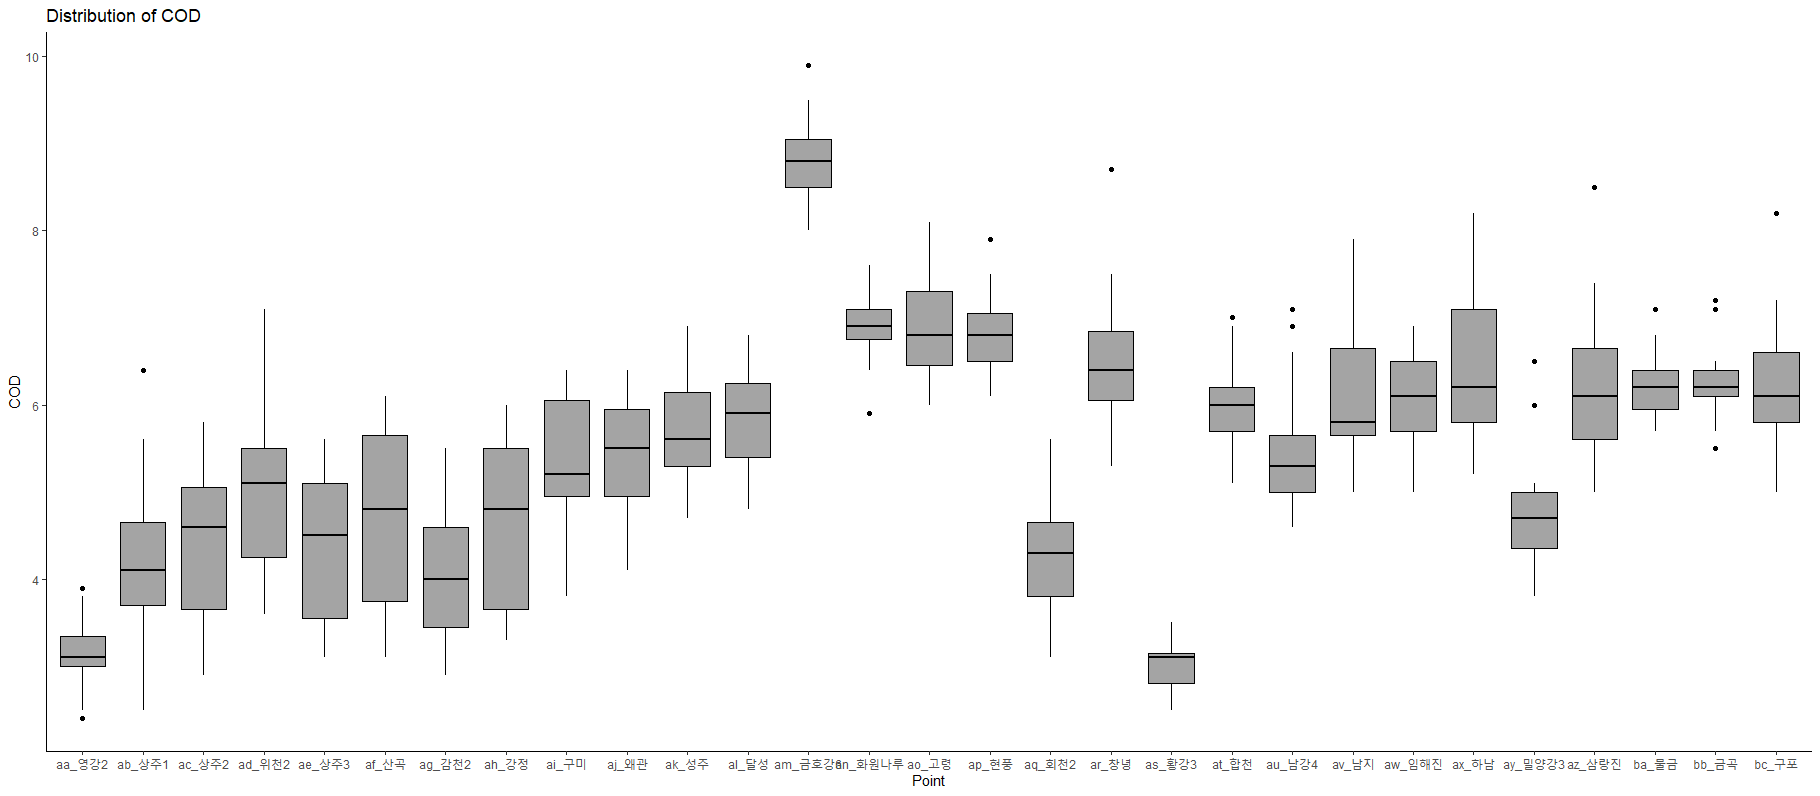 Distribution of COD
10
8
6
4
COD
aa_영강2 ab_상주1 ac_상주2 ad_위천2 ae_상주3 af_산곡 ag_감천2 ah_강정 ai_구미 aj_왜관 ak_성주 al_달성 am_금호강6 an_화원나루 ao_고령 ap_현풍 aq_회천2 ar_창녕 as_황강3 at_합천 au_남강4 av_남지 aw_임해진 ax_하남 ay_밀양강3 az_삼랑진 ba_물금 bb_금곡 bc_구포
Point